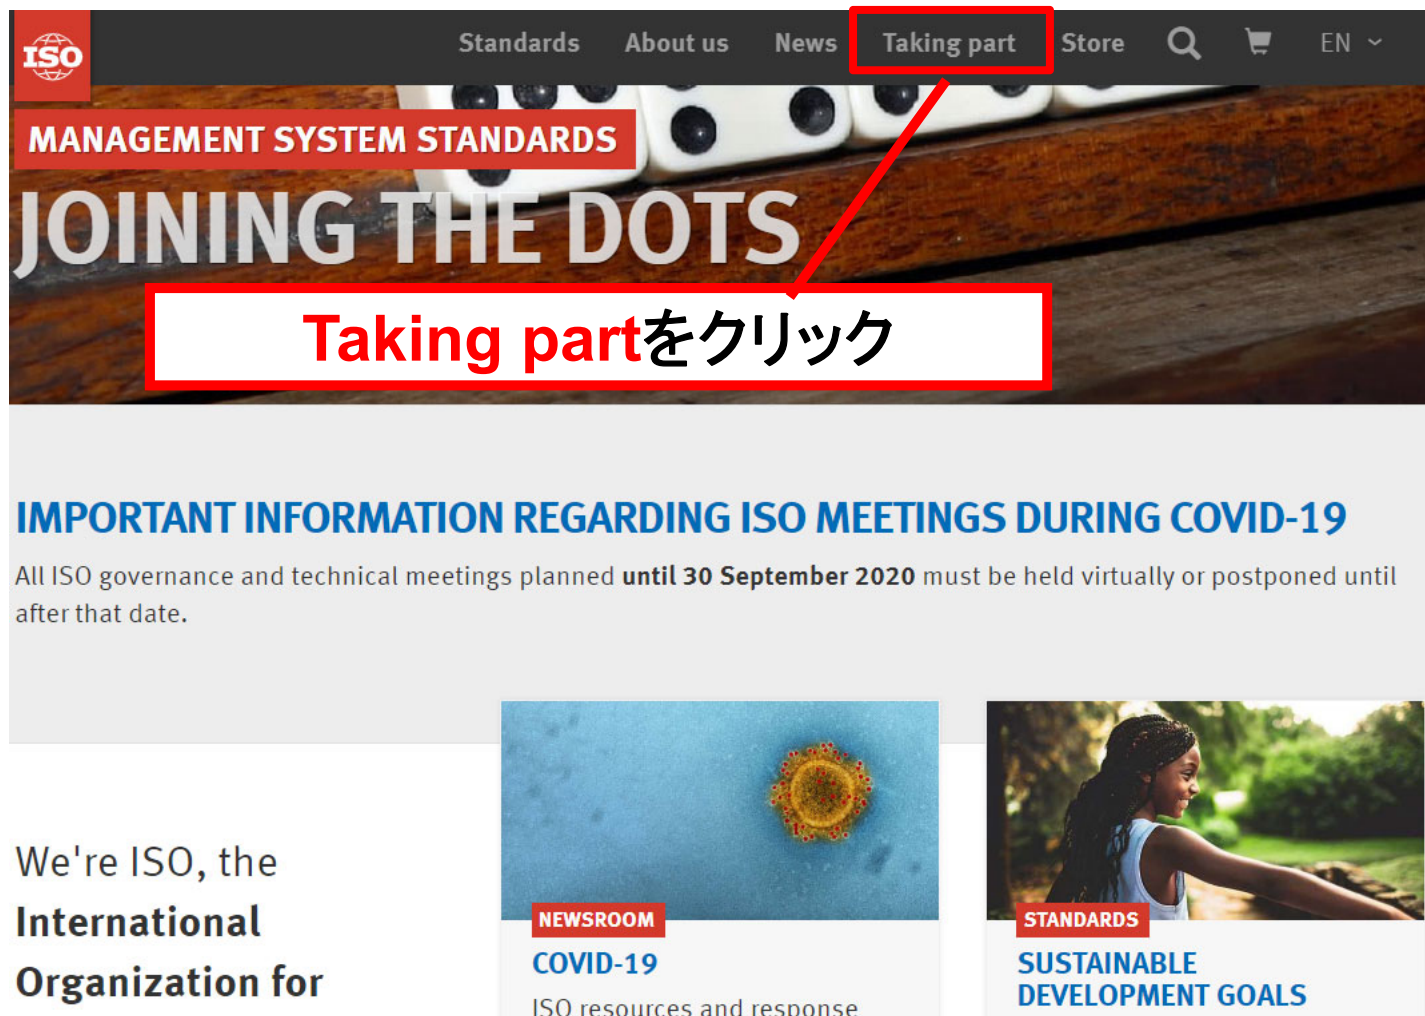 ISO
Standards About us News Taking part Store EN
MANAGEMENT SYSTEM STANDARDS
JOINING THE DOTS
Taking partをクリック
IMPORTANT INFORMATION REGARDING ISO MEETINGS DURING COVID-19
All ISO governance and technical meetings planned until 30 September 2020 must be held virtually or postponed until
after that date.
We're ISO, the
International
Organization for
NEWSROOM
COVID-19
ISO resources and response
STANDARDS
SUSTAINABLE
DEVELOPMENT GOALS